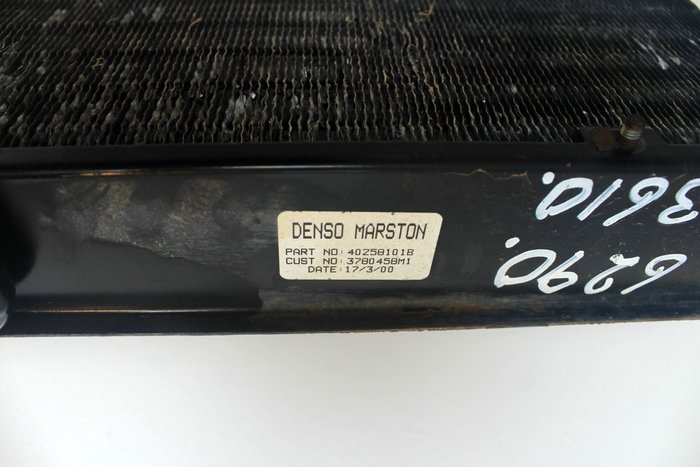 DENSO MARSTON
PART NO: 40258101B
CUST NO: 3780458M1
DATE: 17/3/00
3610.
6290.